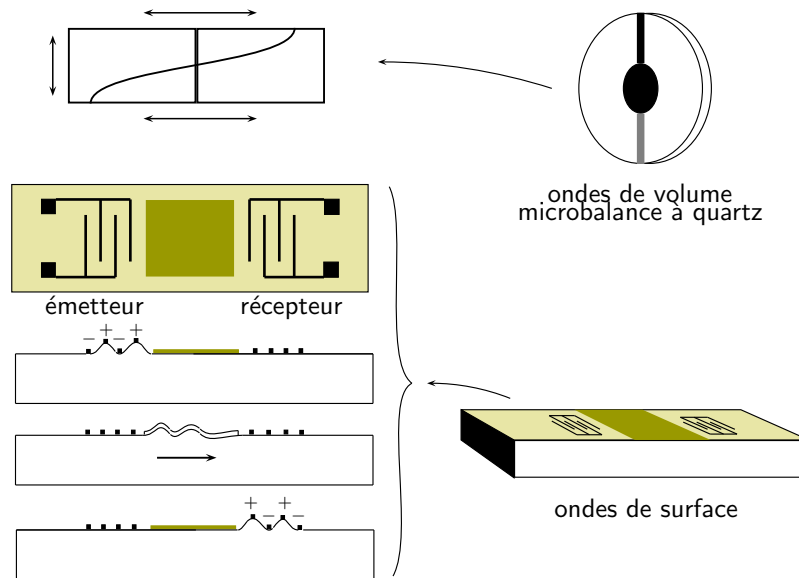 ondes de volume
microbalance à quartz
émetteur récepteur
− + − +
ondes de surface
+ − + −